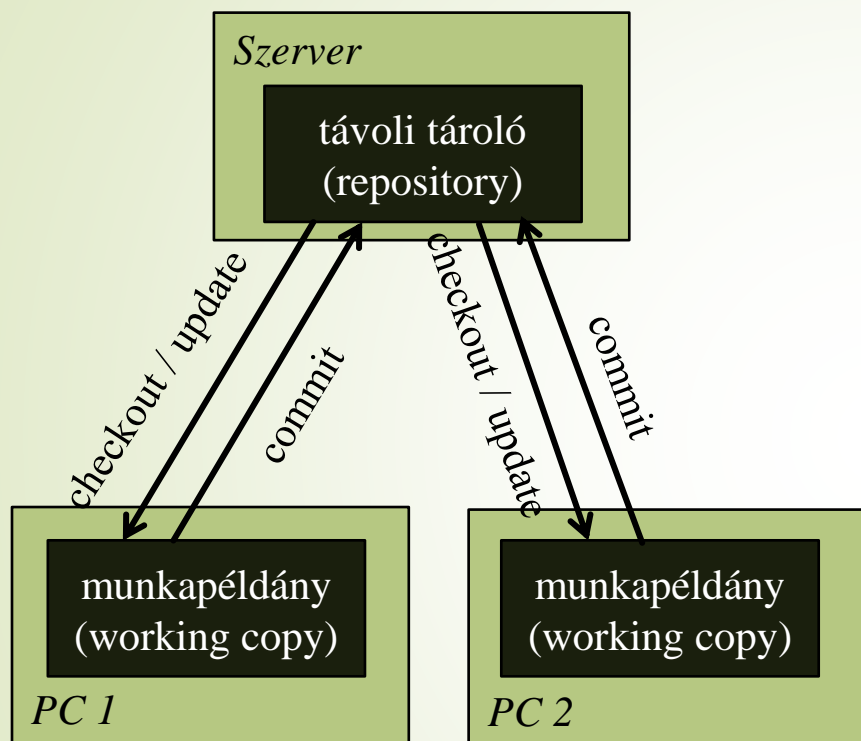 Szerver
távoli tároló
(repository)
checkout / update
commit
checkout / update
commit
munkapéldány
(working copy)
PC 1
munkapéldány
(working copy)
PC 2